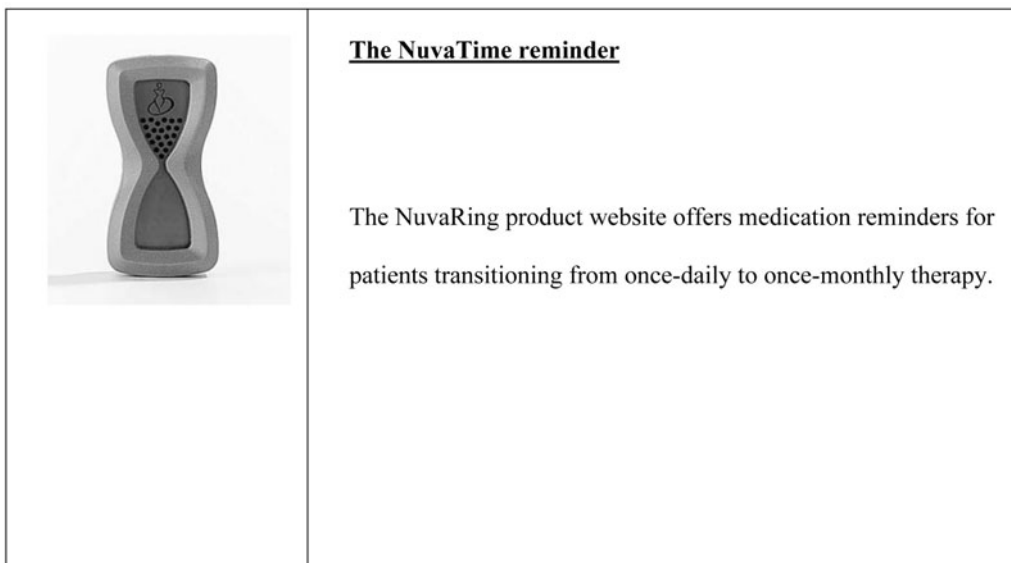 The NuvaTime reminder
The NuvaRing product website offers medication reminders for
patients transitioning from once-daily to once-monthly therapy.